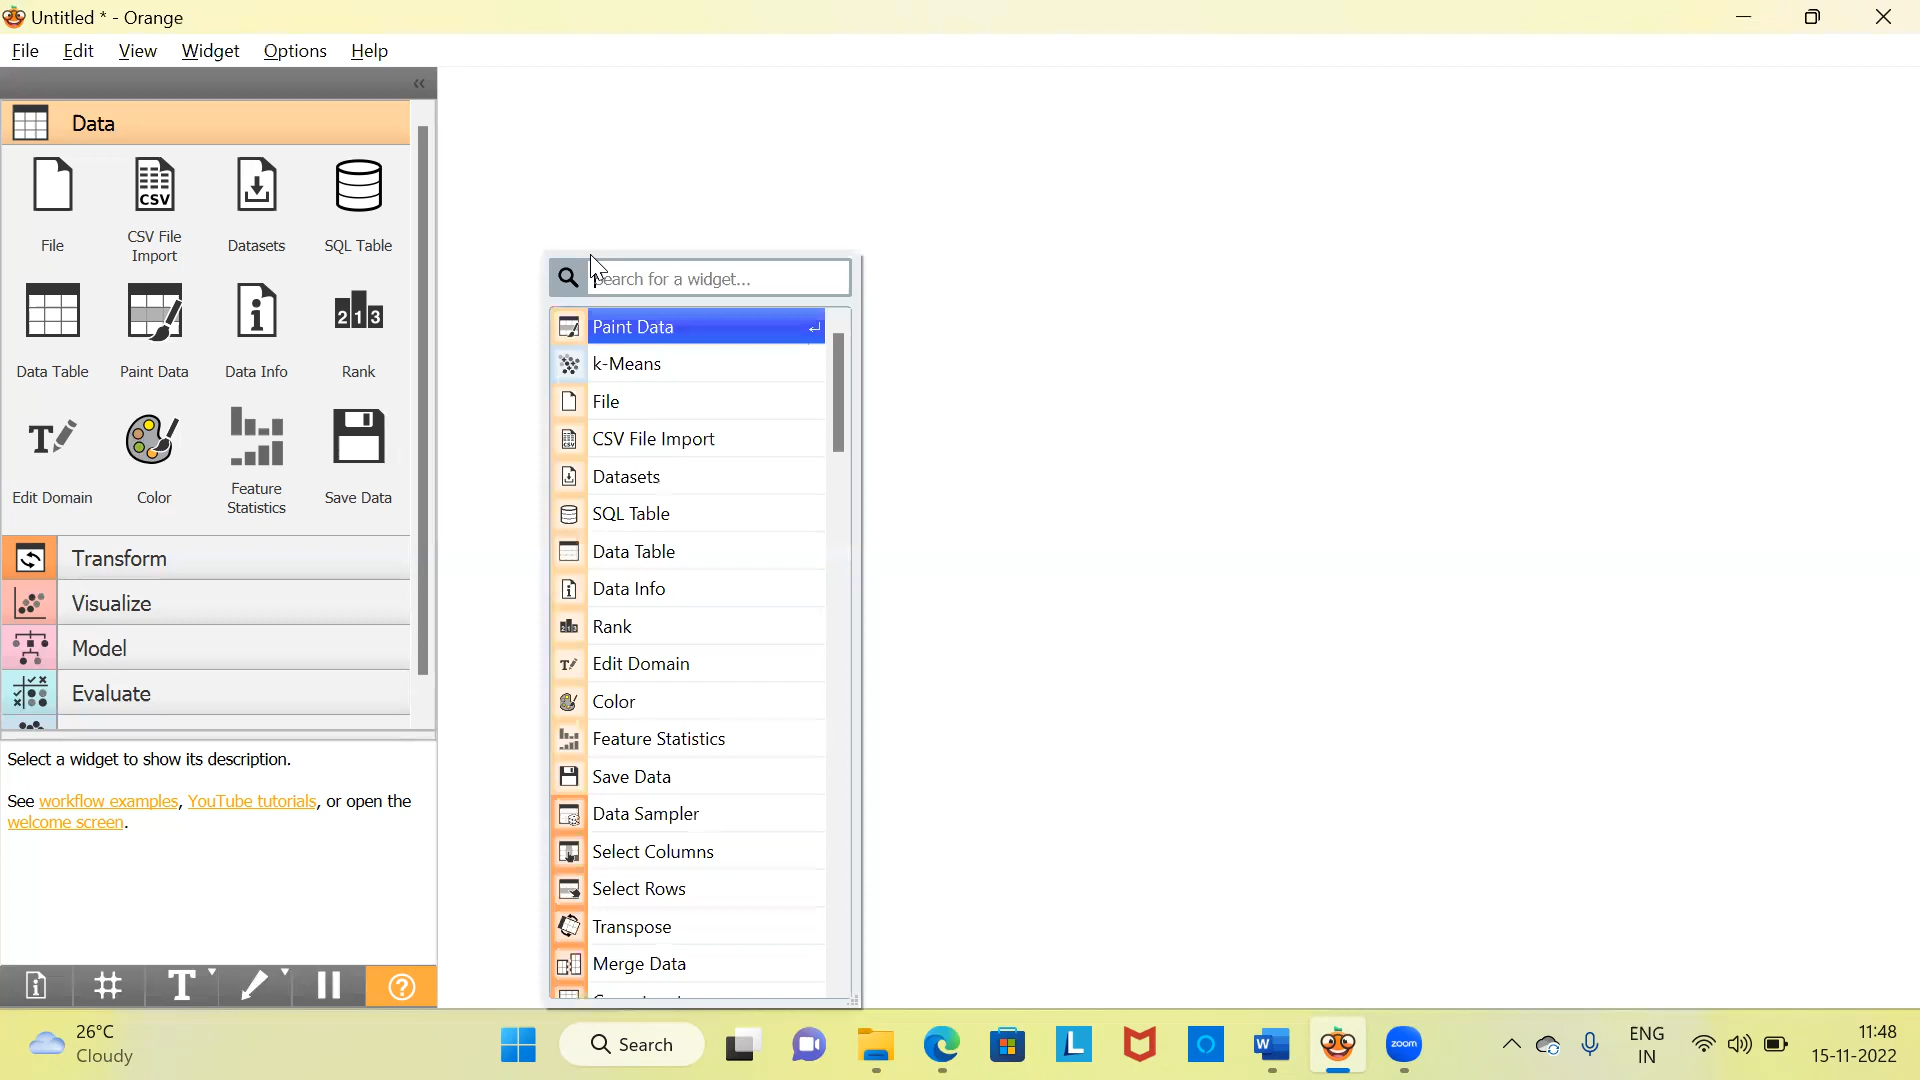 Untitled * - Orange
File Edit View Widget Options Help
Data
File
CSV File Import
Datasets
SQL Table
Data Table
Paint Data
Data Info
Rank
Edit Domain
Color
Feature Statistics
Save Data
Transform
Visualize
Model
Evaluate
Select a widget to show its description.
See workflow examples, YouTube tutorials, or open the
welcome screen.
Search for a widget...
Paint Data
k-Means
File
CSV File Import
Datasets
SQL Table
Data Table
Data Info
Rank
Edit Domain
Color
Feature Statistics
Save Data
Data Sampler
Select Columns
Select Rows
Transpose
Merge Data
26°C
Cloudy
Search
zoom
ENG
IN
11:48
15-11-2022